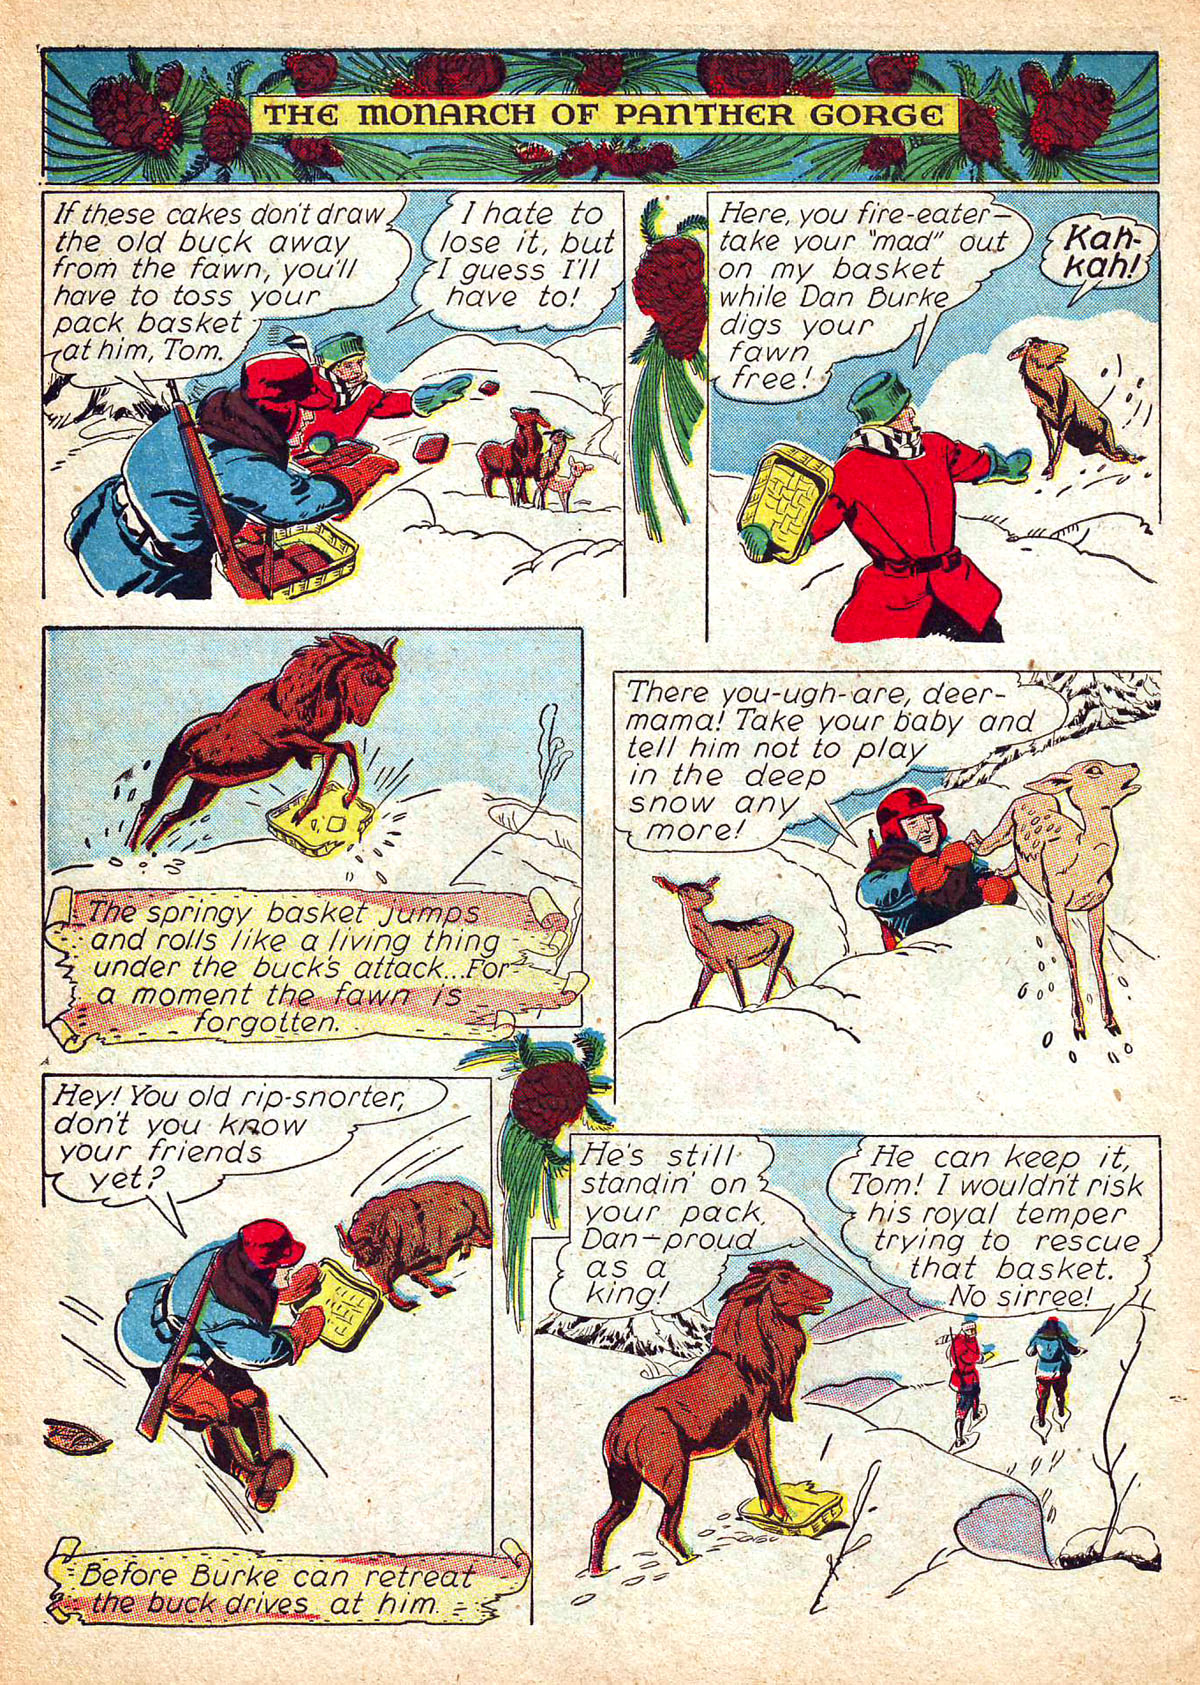 THE MONARCH OF PANTHER GORGE
If these cakes don't draw
the old buck away
from the fawn, you'll
have to toss your
pack basket
at him, Tom.
I hate to
lose it, but
I guess I'll
have to!
Here, you fire-eater—
take your "mad" out
on my basket
while Dan Burke
digs your
fawn
free!
Kah-
kah!
The springy basket jumps
and rolls like a living thing
under the buck's attack...For
a moment the fawn is
forgotten.
There you-ugh-are, deer-
mama! Take your baby and
tell him not to play
in the deep
snow any
more!
Hey! You old rip-snorter,
don't you know
your friends
yet?
Before Burke can retreat
the buck drives at him.
He's still
standin' on
your pack,
Dan—proud
as a
king!
He can keep it,
Tom! I wouldn't risk
his royal temper
trying to rescue
that basket.
No sirree!